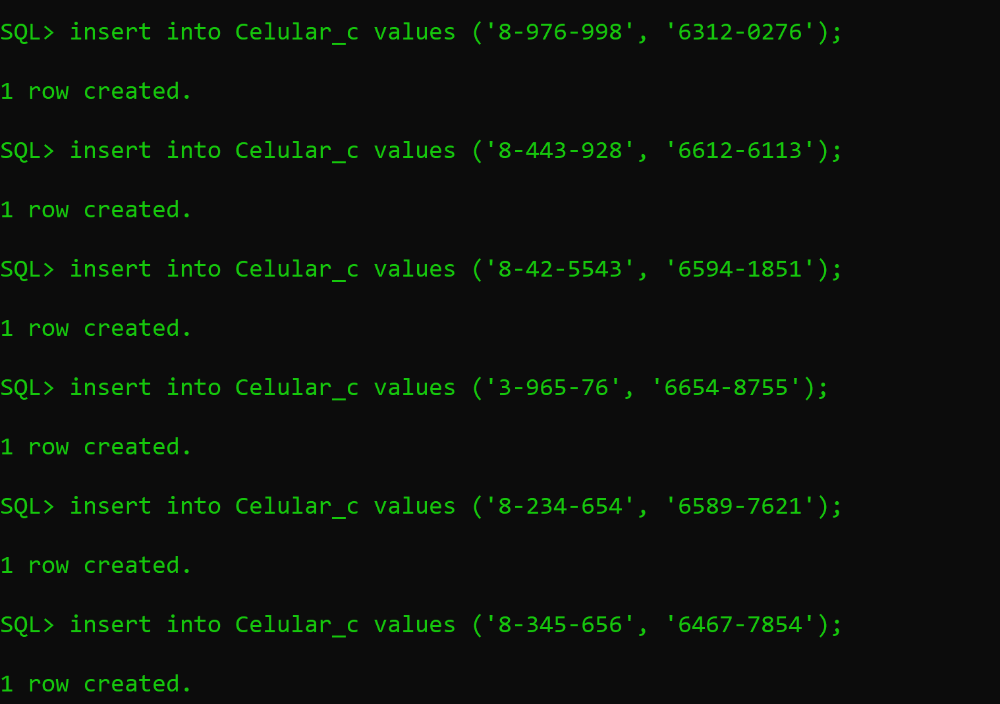 SQL> insert into Celular_c values ('8-976-998', '6312-0276');
1 row created.
SQL> insert into Celular_c values ('8-443-928', '6612-6113');
1 row created.
SQL> insert into Celular_c values ('8-42-5543', '6594-1851');
1 row created.
SQL> insert into Celular_c values ('3-965-76', '6654-8755');
1 row created.
SQL> insert into Celular_c values ('8-234-654', '6589-7621');
1 row created.
SQL> insert into Celular_c values ('8-345-656', '6467-7854');
1 row created.